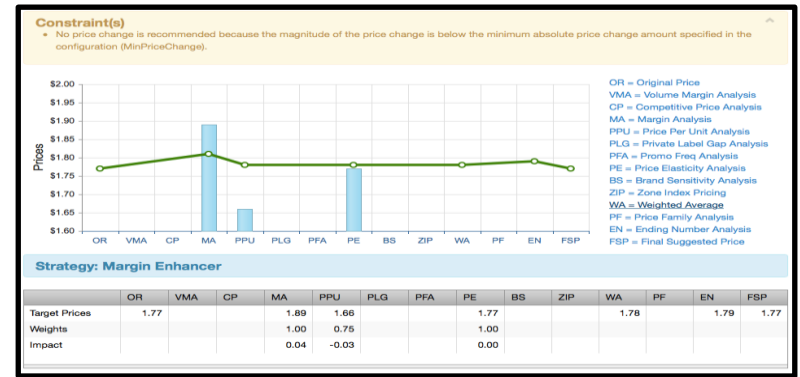 Constraint(s)
• No price change is recommended because the magnitude of the price change is below the minimum absolute price change amount specified in the
configuration (MinPriceChange).
$2.00
$1.95
$1.90
$1.85
$1.80
$1.75
$1.70
$1.65
$1.60
Prices
OR VMA CP MA PPU PLG PFA PE BS ZIP WA PF EN FSP
OR = Original Price
VMA = Volume Margin Analysis
CP = Competitive Price Analysis
MA = Margin Analysis
PPU = Price Per Unit Analysis
PLG = Private Label Gap Analysis
PFA = Promo Freq Analysis
PE = Price Elasticity Analysis
BS = Brand Sensitivity Analysis
ZIP = Zone Index Pricing
WA = Weighted Average
PF = Price Family Analysis
EN = Ending Number Analysis
FSP = Final Suggested Price
Strategy: Margin Enhancer
OR VMA CP MA PPU PLG PFA PE BS ZIP WA PF EN FSP
Target Prices 1.77 1.89 1.66 1.77 1.78 1.79 1.77
Weights 1.00 0.75 1.00
Impact 0.04 -0.03 0.00